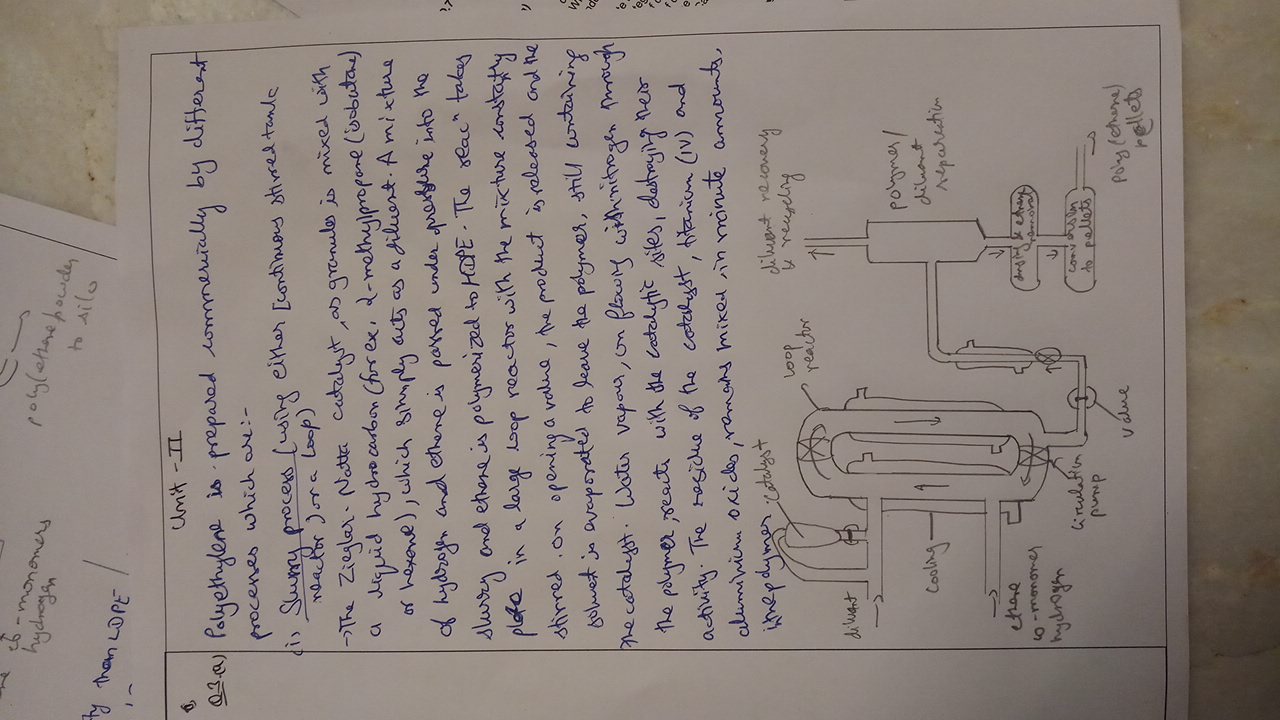 Unit - II
Q.3(a) Polyethylene is prepared commercially by different
processes which are:-
(i) Slurry process [using either [continuous stirred tank
reactor) or a loop)
→The Ziegler-Natta catalyst, as granules is mixed with
a liquid hydrocarbon (for ex, 2-methylpropane (isobutane)
or hexane), which simply acts as a diluent. A mixture
of hydrogen and ethene is passed under pressure into the
slurry and ethene is polymerized to HDPE. The reacn takes
place in a large loop reactor with the mixture constantly
stirred. On opening a valve, the product is released and the
solvent is evaporated to leave the polymer, still containing
the catalyst. Water vapour, on flowing with nitrogen through
the polymer, reacts with the catalytic sites, destroying their
activity. The residue of the catalyst, titanium (IV) and
aluminium oxides, remains mixed, in minute amounts,
in the polymer.
diluent
catalyst
loop
reactor
diluent recovery
& recycling
polymer/
diluent
separation
cooling
ethene
co-monomers
hydrogen
circulation
pump
valve
removal
conversion
to pellets
poly(ethene)
pellets
co-monomers
hydrogen
poly(ethene powder
to silo
than LDPE